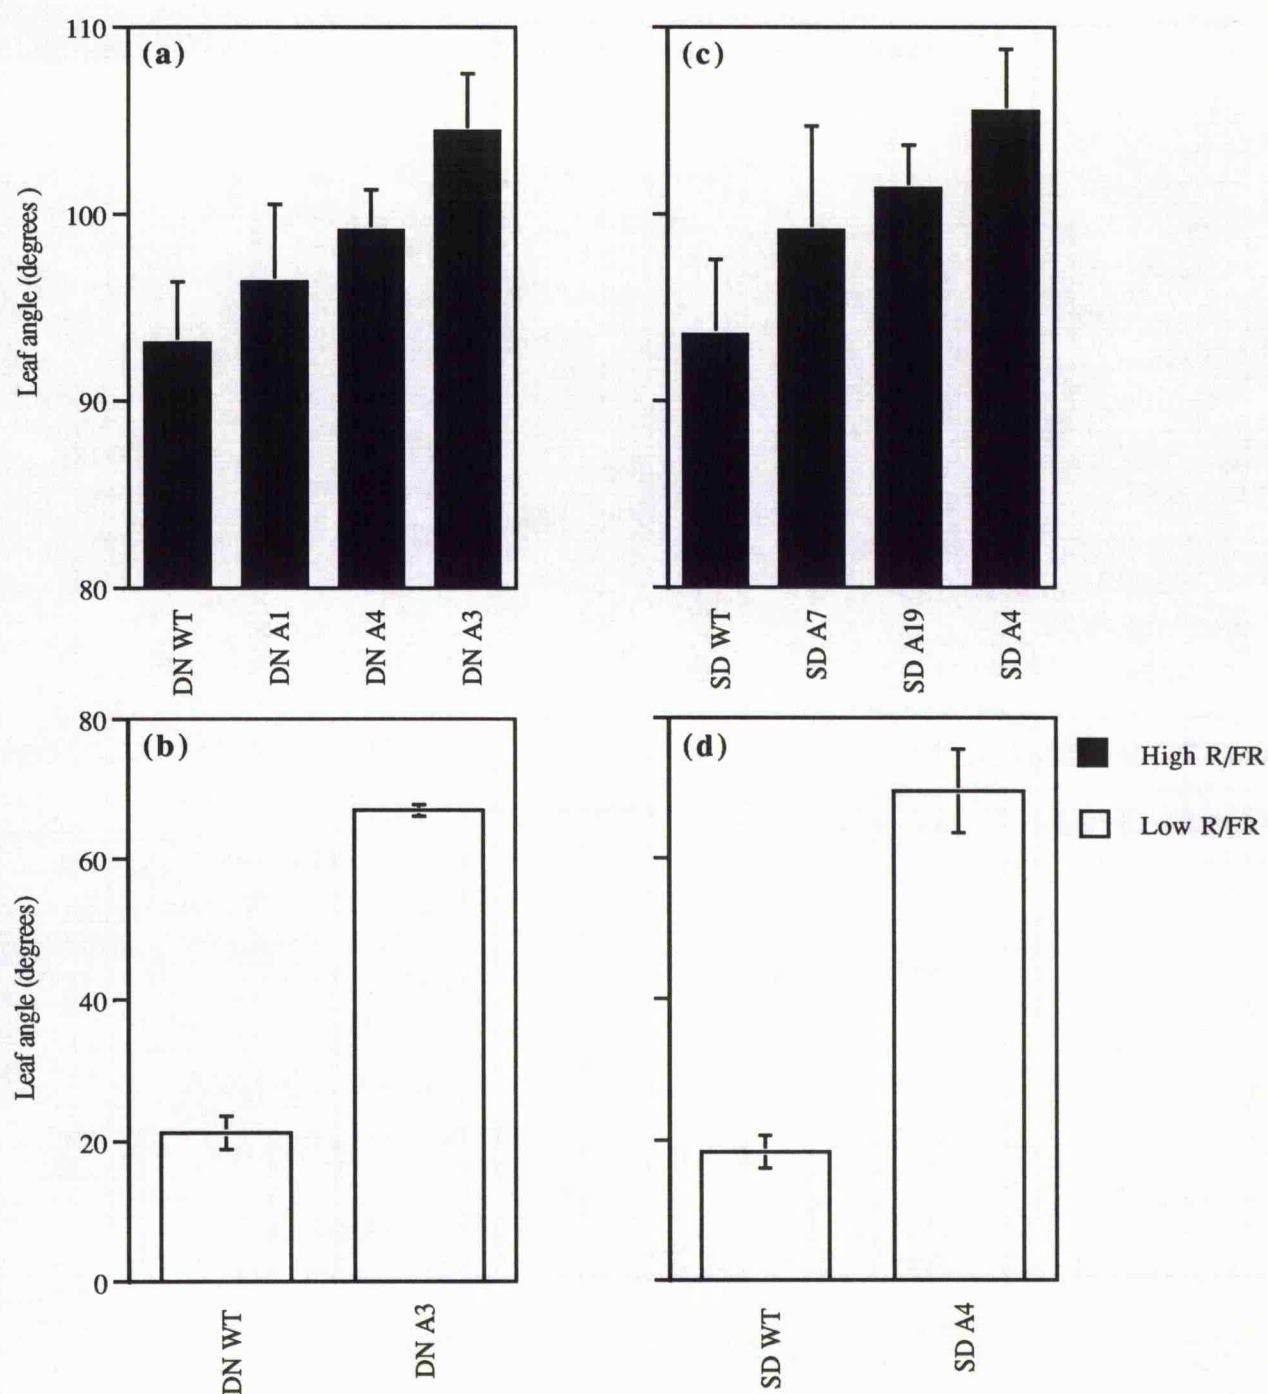 (a)
110
100
90
80
Leaf angle (degrees )
DN WT
DN A1
DN A4
DN A3
(c)
SD WT
SD A7
SD A19
SD A4
(b)
80
60
40
20
0
Leaf angle (degrees)
DN WT
DN A3
(d)
SD WT
SD A4
High R/FR
Low R/FR